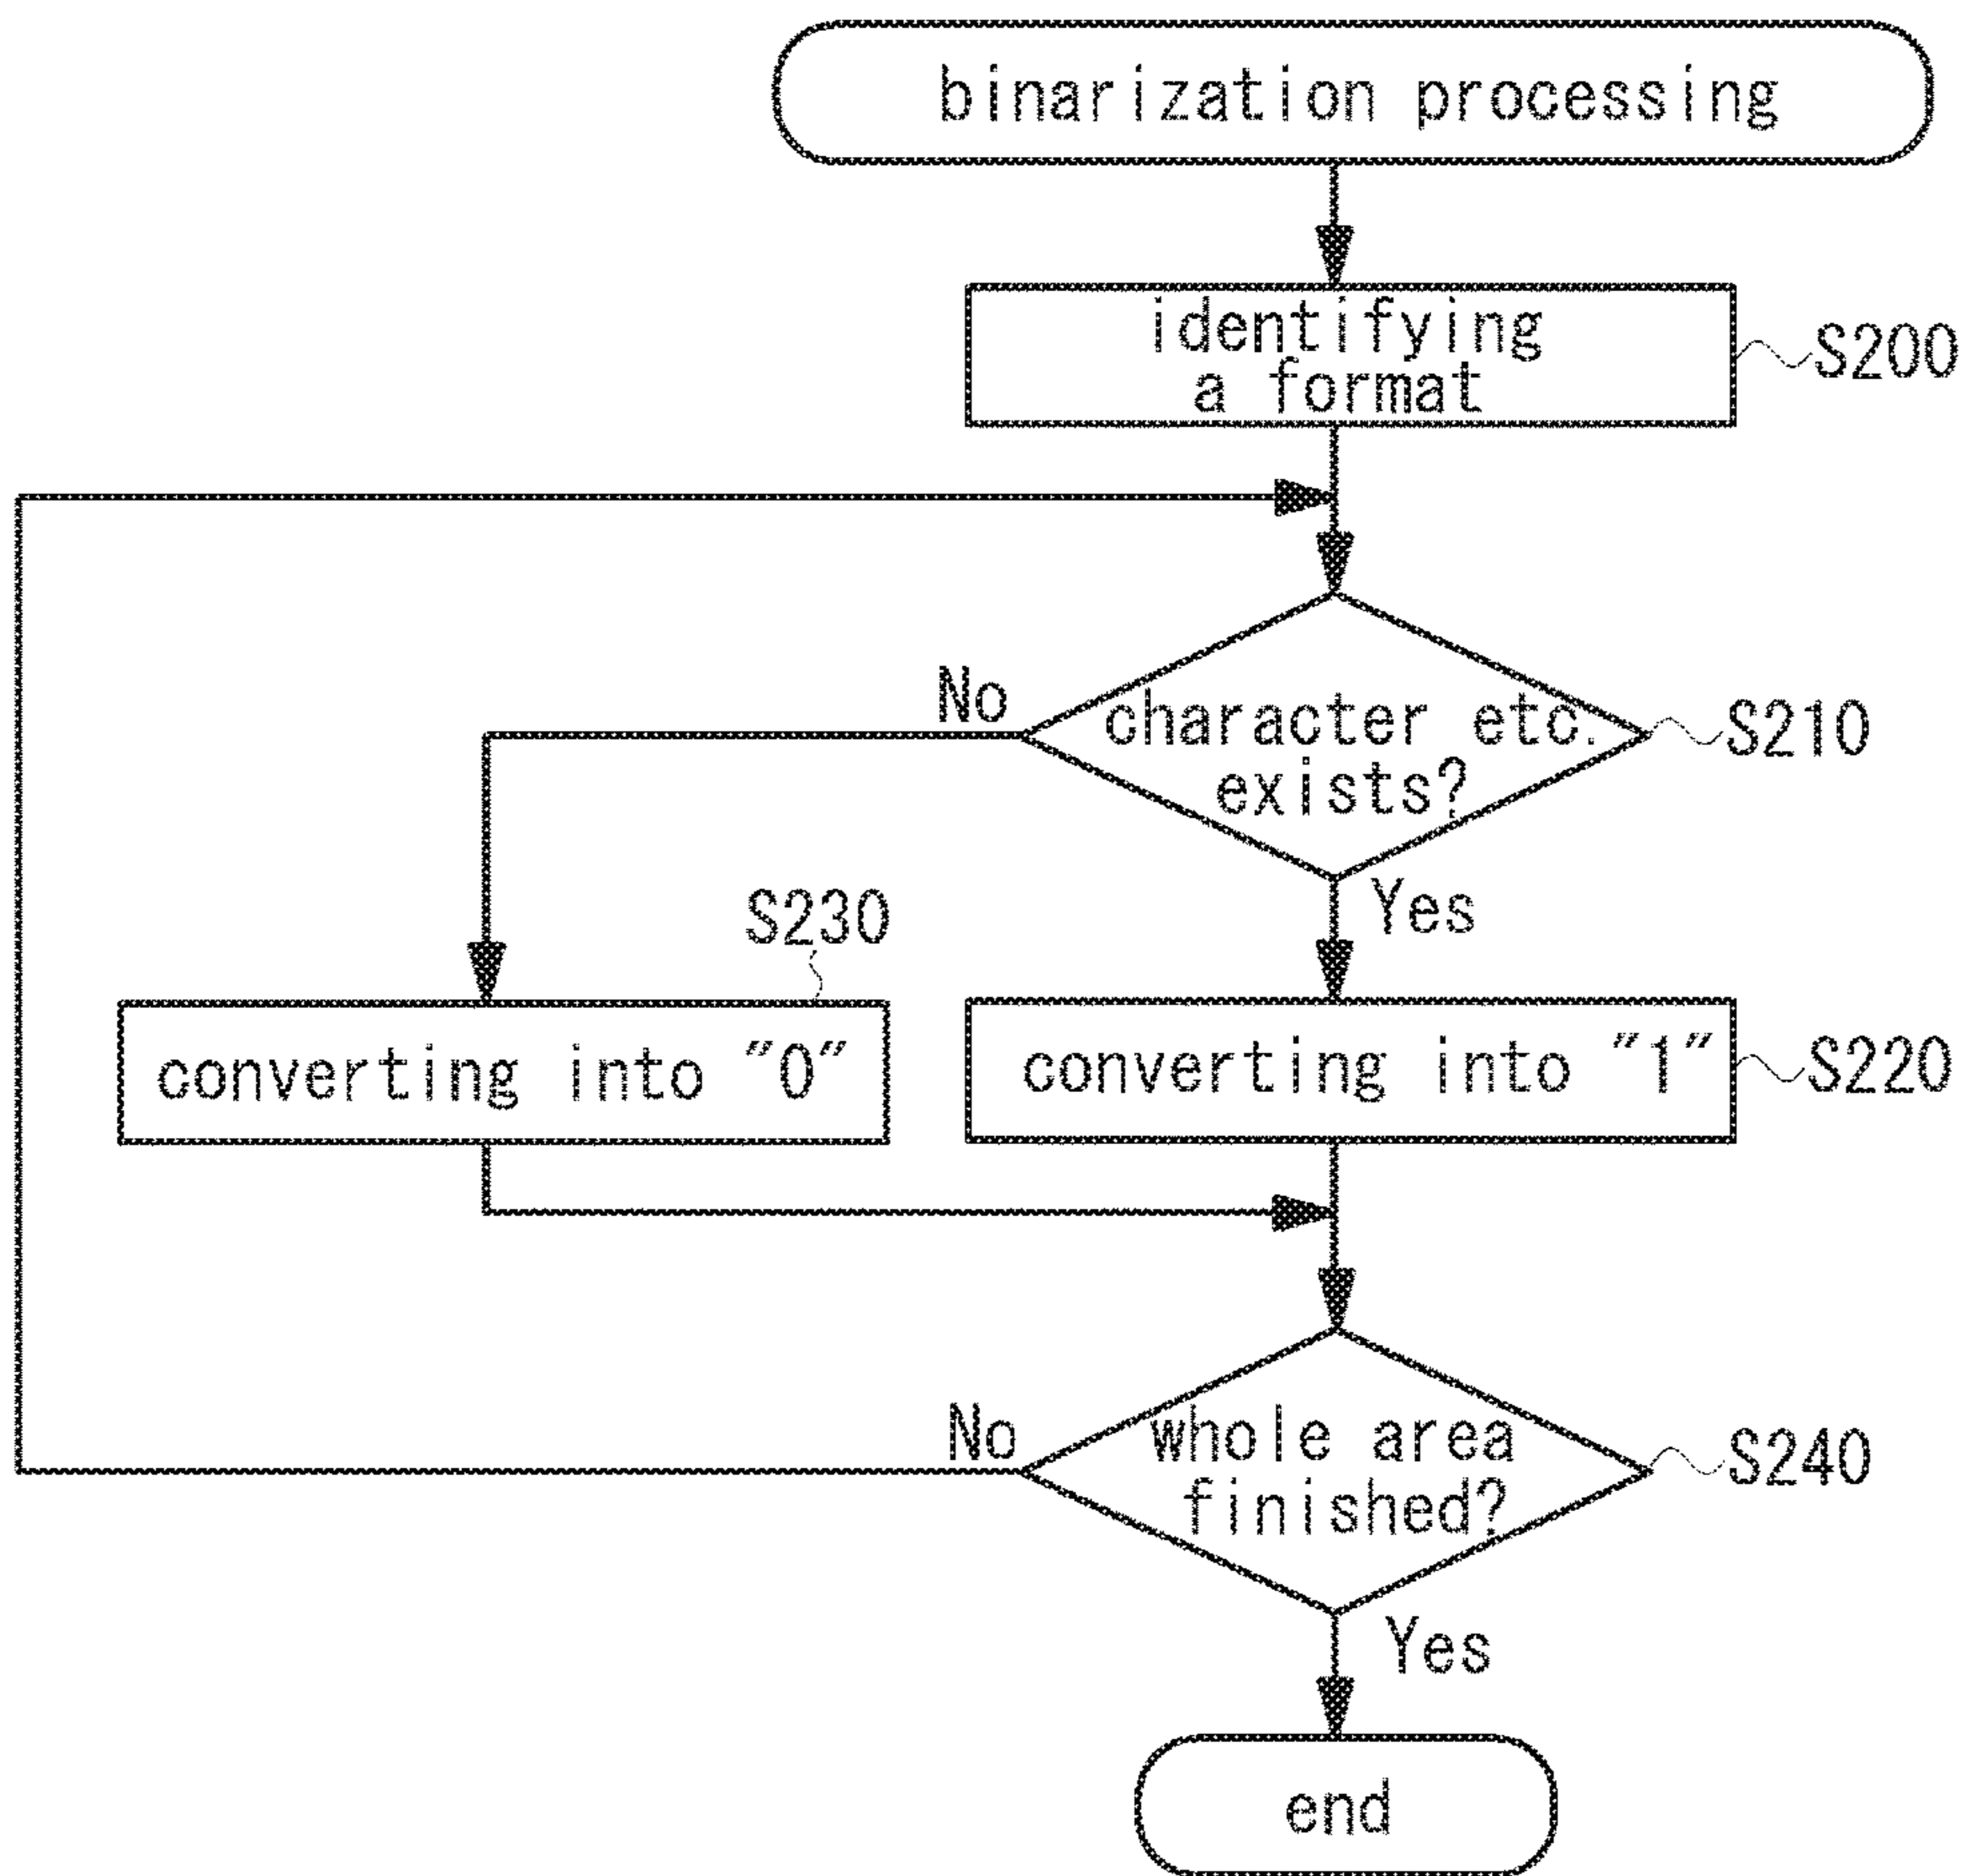 binarization processing
identifying
a format
S200
No
character etc.
exists?
S210
Yes
S230
converting into "0"
converting into "1"
S220
No
whole area
finished?
S240
Yes
end